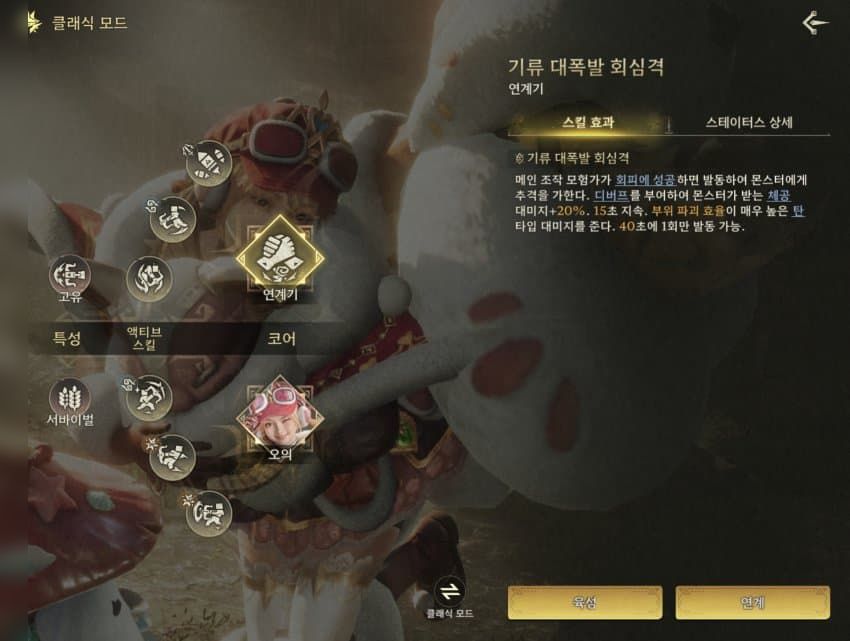 클래식 모드
기류 대폭발 회심격
연계기
스킬 효과
스테이터스 상세
기류 대폭발 회심격
메인 조작 모험가가 회피에 성공하면 발동하여 몬스터에게
추격을 가한다. 디버프를 부여하여 몬스터가 받는 체공
대미지+20%. 15초 지속. 부위 파괴 효율이 매우 높은 탄
타입 대미지를 준다. 40초에 1회만 발동 가능.
고유
연계기
특성
액티브
스킬
코어
서바이벌
오의
클래식 모드
육성
연계